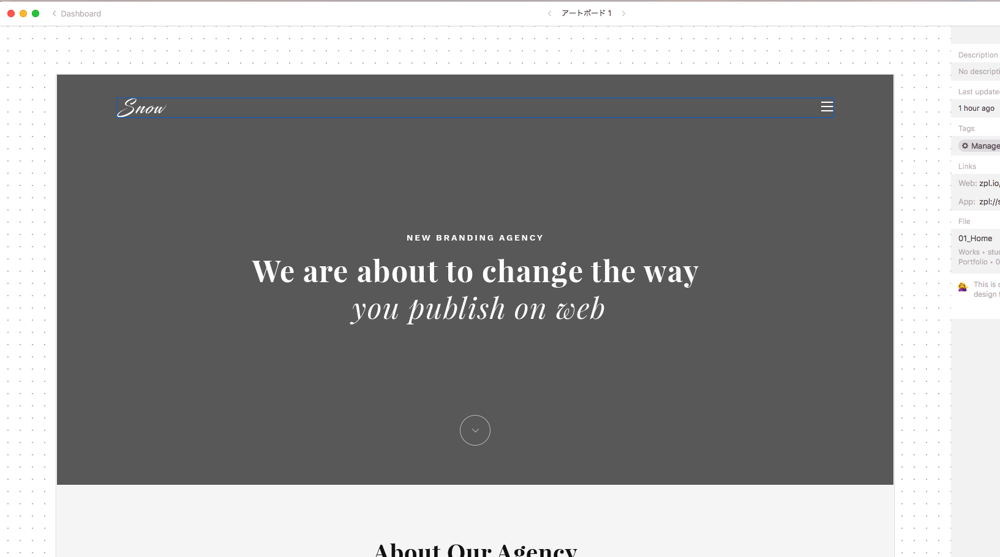 Dashboard
アートボード 1
Snow
NEW BRANDING AGENCY
We are about to change the way
you publish on web
About Our Agency
Description
No descripti
Last update
1 hour ago
Tags
Manage
Links
Web: zpl.io
App: zpl://s
File
01_Home
Works ▸ stu
Portfolio ▸ 0
This is
design